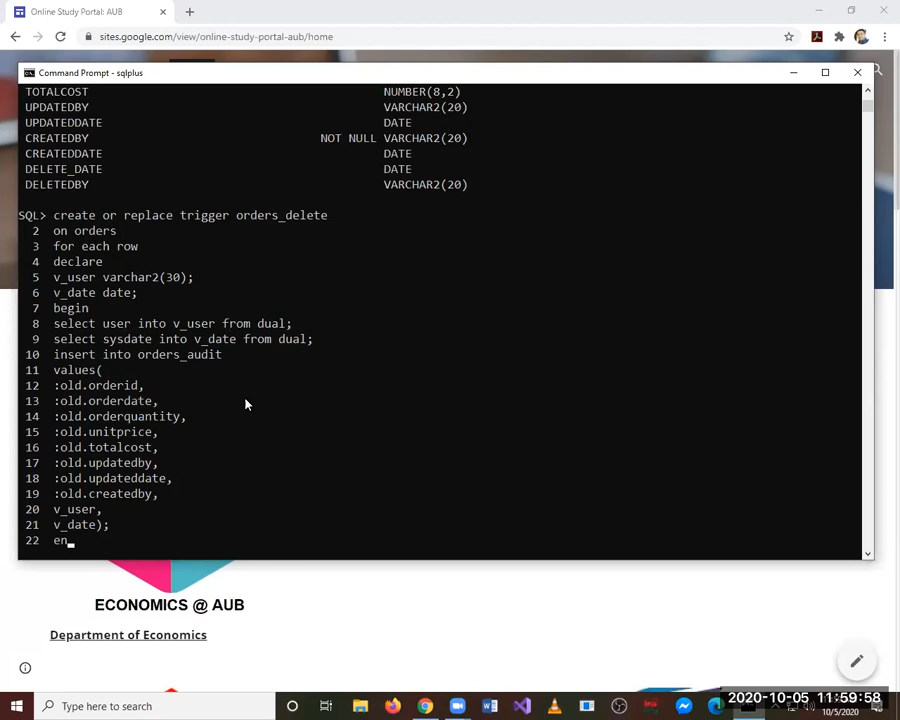 Online Study Portal: AUB
sites.google.com/view/online-study-portal-aub/home
Command Prompt - sqlplus
TOTALCOST NUMBER(8,2)
UPDATEDBY VARCHAR2(20)
UPDATEDDATE DATE
CREATEDBY NOT NULL VARCHAR2(20)
CREATEDDATE DATE
DELETE_DATE DATE
DELETEDBY VARCHAR2(20)
SQL> create or replace trigger orders_delete
2 on orders
3 for each row
4 declare
5 v_user varchar2(30);
6 v_date date;
7 begin
8 select user into v_user from dual;
9 select sysdate into v_date from dual;
10 insert into orders_audit
11 values(
12 :old.orderid,
13 :old.orderdate,
14 :old.orderquantity,
15 :old.unitprice,
16 :old.totalcost,
17 :old.updatedby,
18 :old.updateddate,
19 :old.createdby,
20 v_user,
21 v_date);
22 en_
ECONOMICS @ AUB
Department of Economics
Type here to search
2020-10-05 11:59:58
10/5/2020